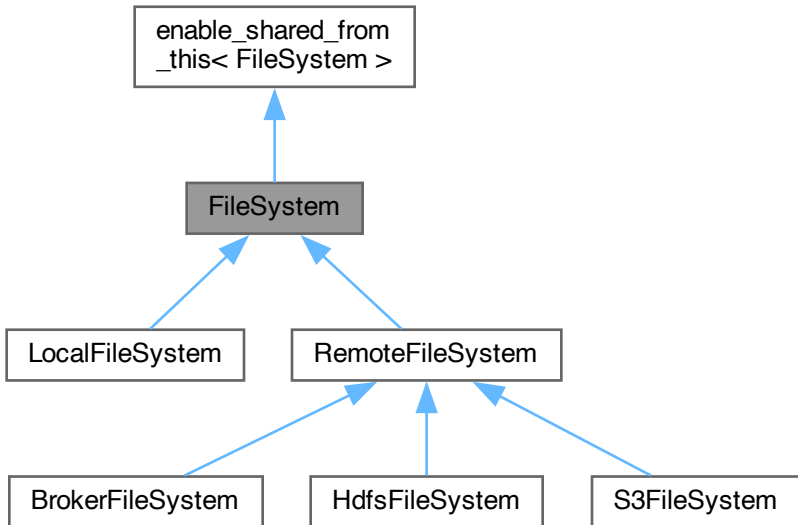 enable_shared_from
_this< FileSystem >
FileSystem
LocalFileSystem
RemoteFileSystem
BrokerFileSystem
HdfsFileSystem
S3FileSystem